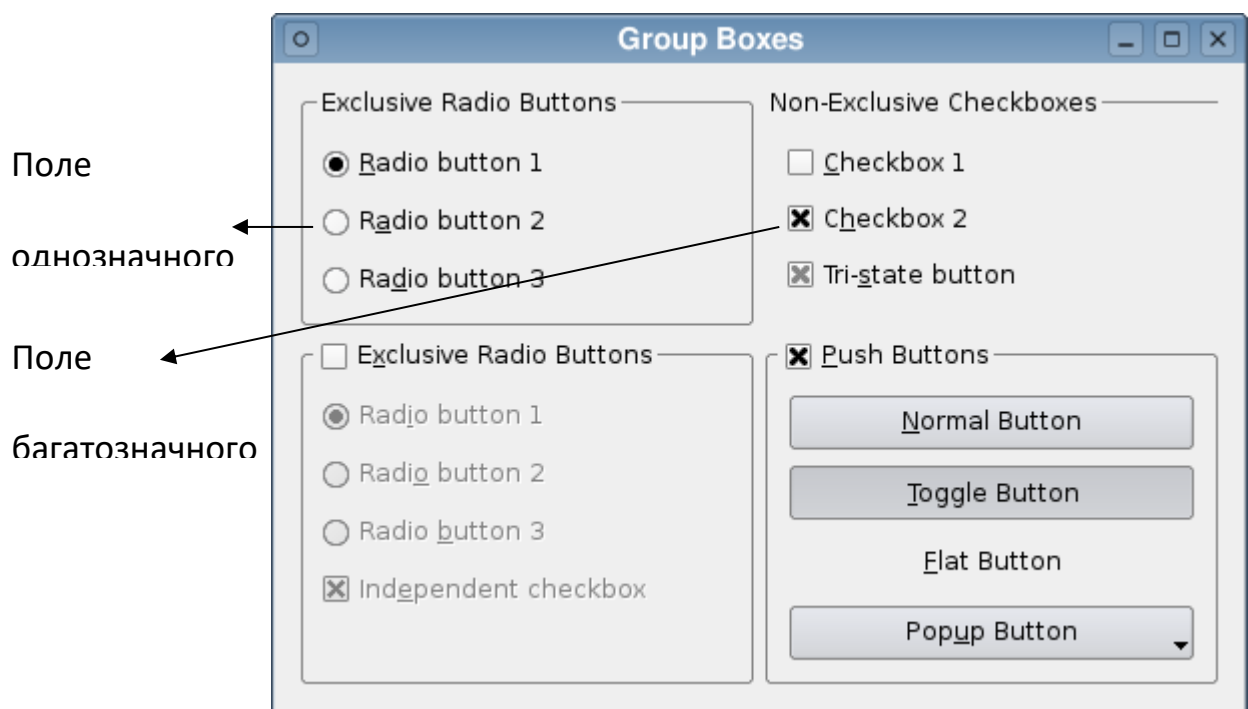 Group Boxes
Поле
однозначного
Поле
багатозначного
Exclusive Radio Buttons
Radio button 1
Radio button 2
Radio button 3
Non-Exclusive Checkboxes
Checkbox 1
Checkbox 2
Tri-state button
Exclusive Radio Buttons
Radio button 1
Radio button 2
Radio button 3
Independent checkbox
Push Buttons
Normal Button
Toggle Button
Flat Button
Popup Button